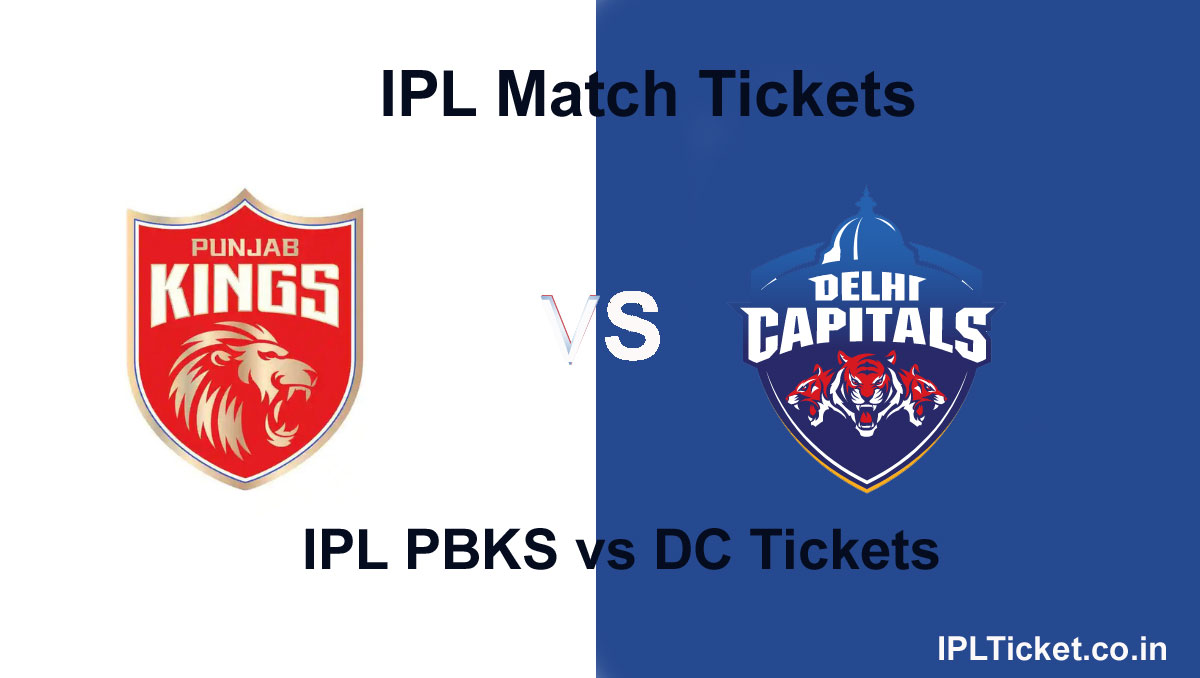 IPL Match Tickets
PUNJAB
KINGS
VS
DELHI
CAPITALS
IPL PBKS vs DC Tickets
IPLTicket.co.in